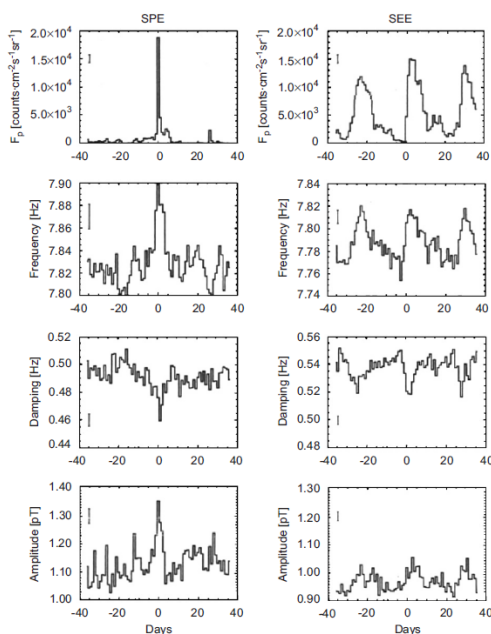 SPE
SEE
Fp [counts·cm-2s-1sr-1]
2.0×10⁴
1.5×10⁴
1.0×10⁴
5.0×10³
0
-40 -20 0 20 40
Fp [counts·cm-2s-1sr-1]
2.0×10⁴
1.5×10⁴
1.0×10⁴
5.0×10³
0
-40 -20 0 20 40
Frequency [Hz]
7.90
7.88
7.86
7.84
7.82
7.80
-40 -20 0 20 40
Frequency [Hz]
7.84
7.82
7.80
7.78
7.76
7.74
-40 -20 0 20 40
Damping [Hz]
0.52
0.50
0.48
0.46
0.44
-40 -20 0 20 40
Damping [Hz]
0.56
0.54
0.52
0.50
0.48
-40 -20 0 20 40
Amplitude [pT]
1.40
1.30
1.20
1.10
1.00
-40 -20 0 20 40
Days
Amplitude [pT]
1.30
1.20
1.10
1.00
0.90
-40 -20 0 20 40
Days